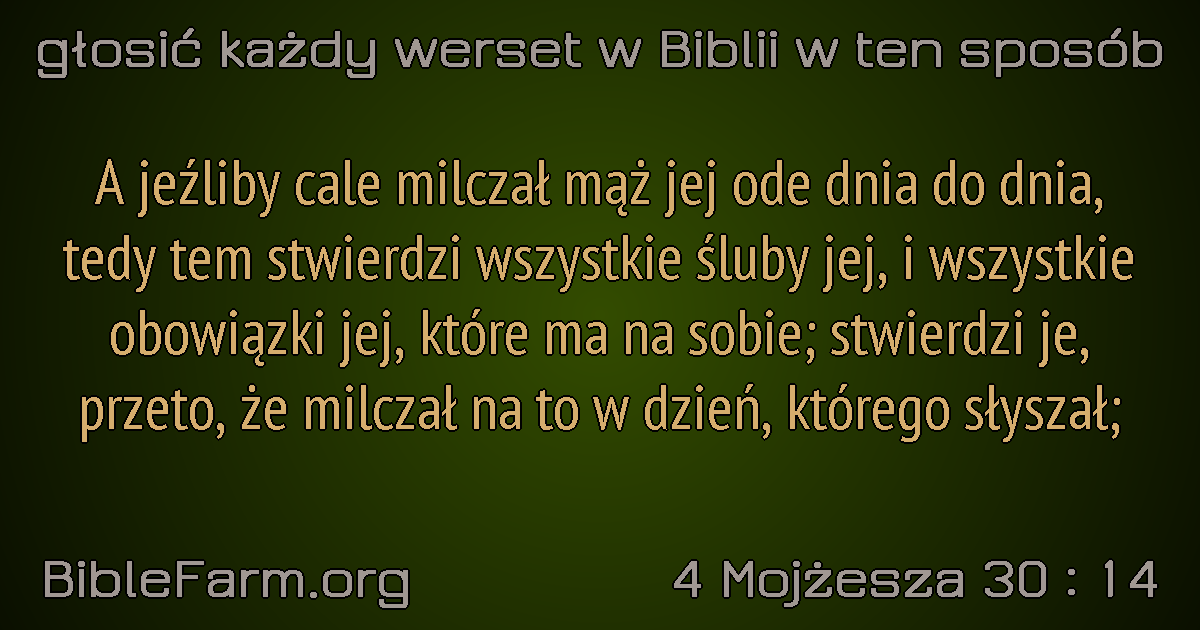 głosić każdy werset w Biblii w ten sposób
A jeźliby cale milczał mąż jej ode dnia do dnia,
tedy tem stwierdzi wszystkie śluby jej, i wszystkie
obowiązki jej, które ma na sobie; stwierdzi je,
przeto, że milczał na to w dzień, którego słyszał;
BibleFarm.org
4 Mojżesza 30 : 14